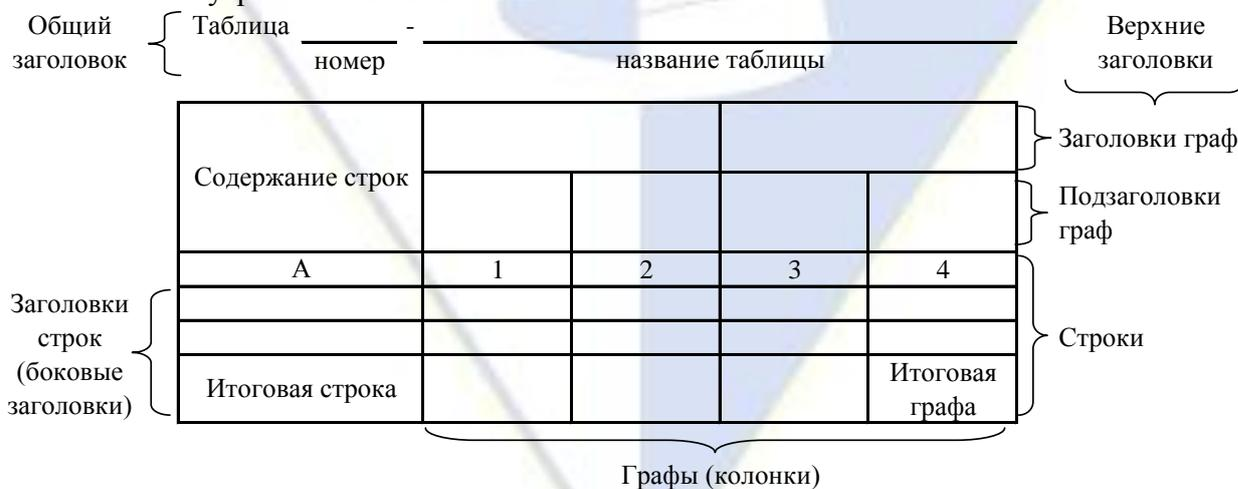 Общий
заголовок
Таблица -
номер
название таблицы
Верхние
заголовки
Содержание строк
Заголовки граф
Подзаголовки
граф
А 1 2 3 4
Заголовки
строк
(боковые
заголовки)
Строки
Итоговая строка
Итоговая
графа
Графы (колонки)